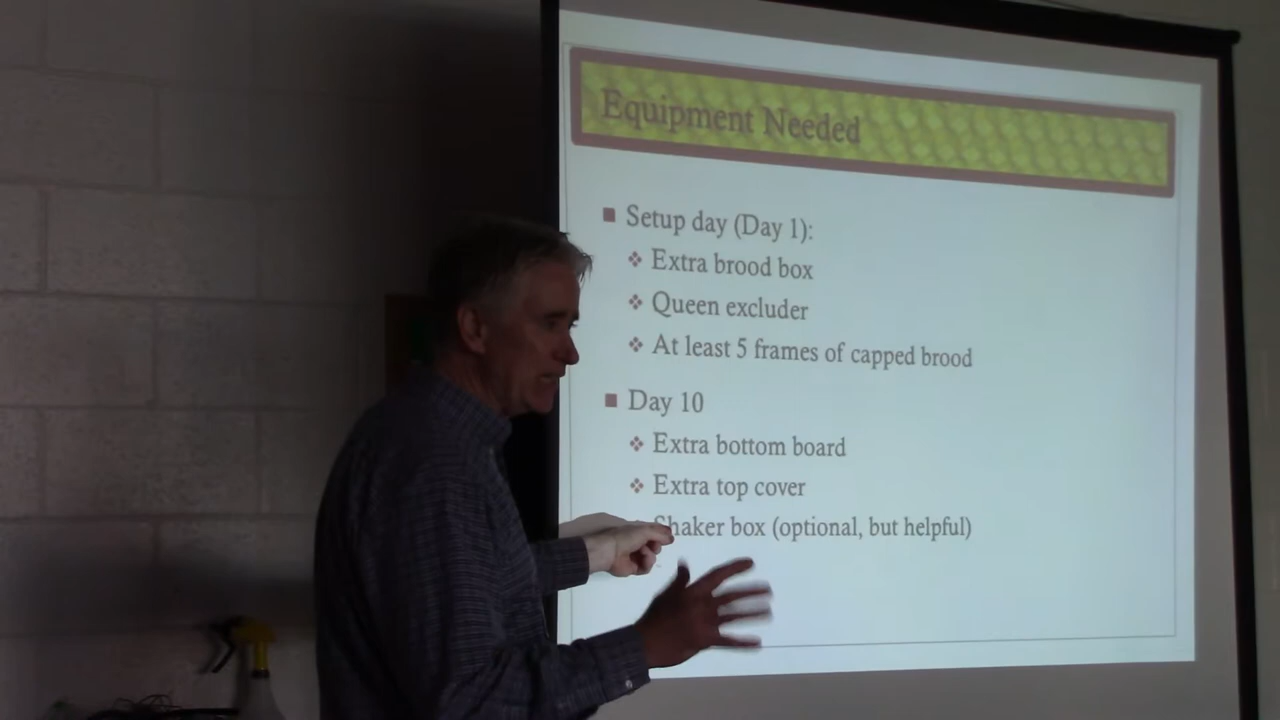 Equipment Needed
Setup day (Day 1):
Extra brood box
Queen excluder
At least 5 frames of capped brood
Day 10
Extra bottom board
Extra top cover
Shaker box (optional, but helpful)